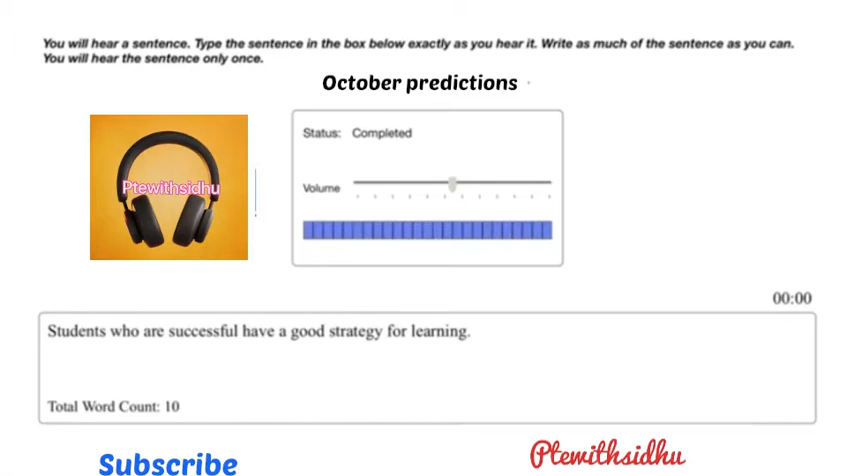 You will hear a sentence. Type the sentence in the box below exactly as you hear it. Write as much of the sentence as you can.
You will hear the sentence only once.
October predictions
Status: Completed
Ptewithsidhu
Volume
00:00
Students who are successful have a good strategy for learning.
Total Word Count: 10
Subscribe
Ptewithsidhu